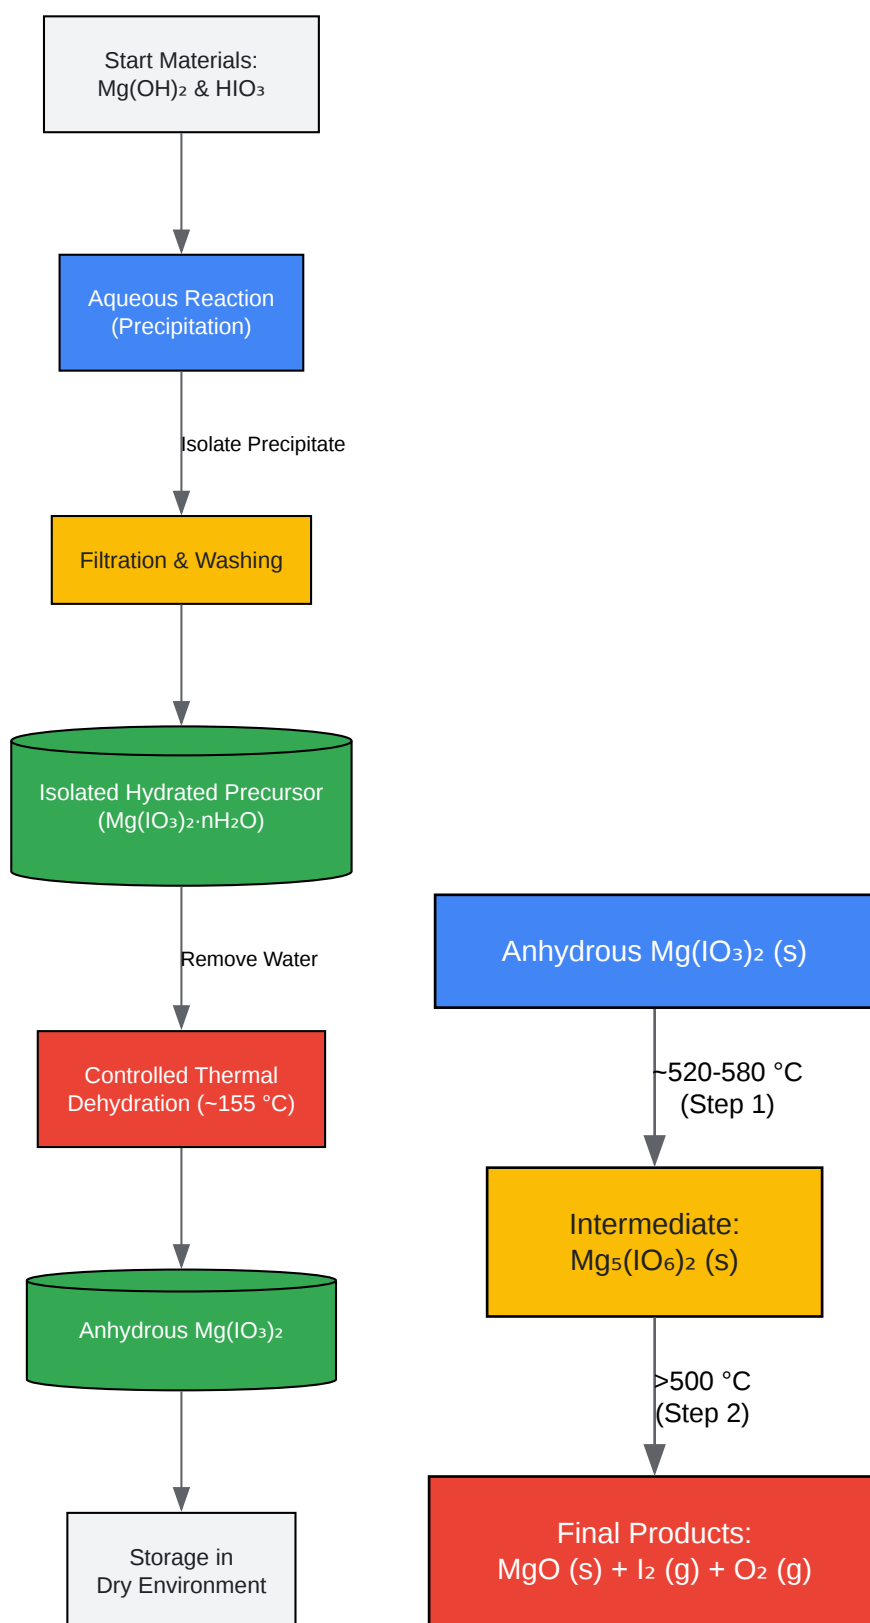 Start Materials:
Mg(OH)₂ & HIO₃
Aqueous Reaction
(Precipitation)
Isolate Precipitate
Filtration & Washing
Isolated Hydrated Precursor
(Mg(IO₃)₂·nH₂O)
Remove Water
Controlled Thermal
Dehydration (~155 °C)
Anhydrous Mg(IO₃)₂
Storage in
Dry Environment
Anhydrous Mg(IO₃)₂ (s)
~520-580 °C
(Step 1)
Intermediate:
Mg₅(IO₆)₂ (s)
>500 °C
(Step 2)
Final Products:
MgO (s) + I₂ (g) + O₂ (g)